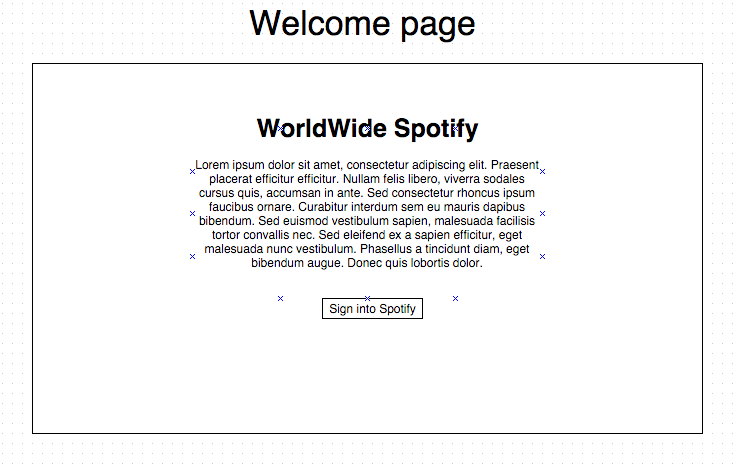 Welcome page
WorldWide Spotify
Lorem ipsum dolor sit amet, consectetur adipiscing elit. Praesent
placerat efficitur efficitur. Nullam felis libero, viverra sodales
cursus quis, accumsan in ante. Sed consectetur rhoncus ipsum
faucibus ornare. Curabitur interdum sem eu mauris dapibus
bibendum. Sed euismod vestibulum sapien, malesuada facilisis
tortor convallis nec. Sed eleifend ex a sapien efficitur, eget
malesuada nunc vestibulum. Phasellus a tincidunt diam, eget
bibendum augue. Donec quis lobortis dolor.
Sign into Spotify